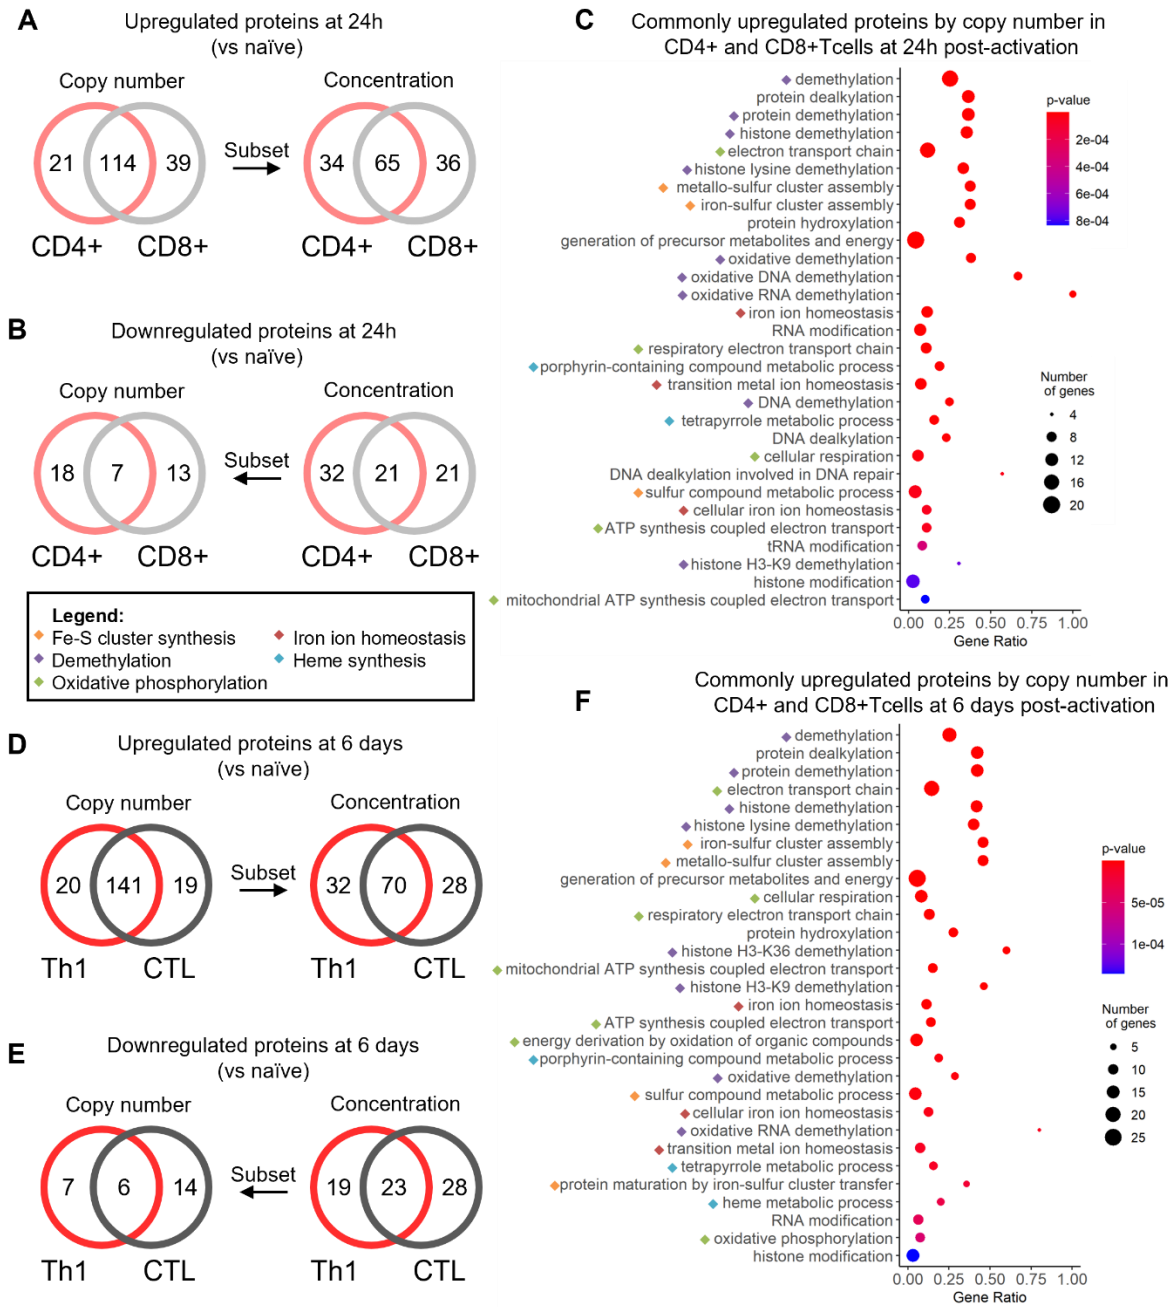 A
Upregulated proteins at 24h
(vs naïve)
Copy number
Concentration
21
114
39
Subset
34
65
36
CD4+
CD8+
CD4+
CD8+
B
Downregulated proteins at 24h
(vs naïve)
Copy number
Concentration
18
7
13
Subset
32
21
21
CD4+
CD8+
CD4+
CD8+
Legend:
Fe-S cluster synthesis
Iron ion homeostasis
Demethylation
Heme synthesis
Oxidative phosphorylation
C
Commonly upregulated proteins by copy number in
CD4+ and CD8+Tcells at 24h post-activation
demethylation
protein dealkylation
protein demethylation
histone demethylation
electron transport chain
histone lysine demethylation
metallo-sulfur cluster assembly
iron-sulfur cluster assembly
protein hydroxylation
generation of precursor metabolites and energy
oxidative demethylation
oxidative DNA demethylation
oxidative RNA demethylation
iron ion homeostasis
RNA modification
respiratory electron transport chain
porphyrin-containing compound metabolic process
transition metal ion homeostasis
DNA demethylation
tetrapyrrole metabolic process
DNA dealkylation
cellular respiration
DNA dealkylation involved in DNA repair
sulfur compound metabolic process
cellular iron ion homeostasis
ATP synthesis coupled electron transport
tRNA modification
histone H3-K9 demethylation
histone modification
mitochondrial ATP synthesis coupled electron transport
0.00 0.25 0.50 0.75 1.00
Gene Ratio
p-value
2e-04
4e-04
6e-04
8e-04
Number
of genes
4
8
12
16
20
D
Upregulated proteins at 6 days
(vs naïve)
Copy number
Concentration
20
141
19
Subset
32
70
28
Th1
CTL
Th1
CTL
E
Downregulated proteins at 6 days
(vs naïve)
Copy number
Concentration
7
6
14
Subset
19
23
28
Th1
CTL
Th1
CTL
F
Commonly upregulated proteins by copy number in
CD4+ and CD8+Tcells at 6 days post-activation
demethylation
protein dealkylation
protein demethylation
electron transport chain
histone demethylation
histone lysine demethylation
iron-sulfur cluster assembly
metallo-sulfur cluster assembly
generation of precursor metabolites and energy
cellular respiration
respiratory electron transport chain
protein hydroxylation
histone H3-K36 demethylation
mitochondrial ATP synthesis coupled electron transport
histone H3-K9 demethylation
iron ion homeostasis
ATP synthesis coupled electron transport
energy derivation by oxidation of organic compounds
porphyrin-containing compound metabolic process
oxidative demethylation
sulfur compound metabolic process
cellular iron ion homeostasis
oxidative RNA demethylation
transition metal ion homeostasis
tetrapyrrole metabolic process
protein maturation by iron-sulfur cluster transfer
heme metabolic process
RNA modification
oxidative phosphorylation
histone modification
0.00 0.25 0.50 0.75 1.00
Gene Ratio
p-value
5e-05
1e-04
Number
of genes
5
10
15
20
25